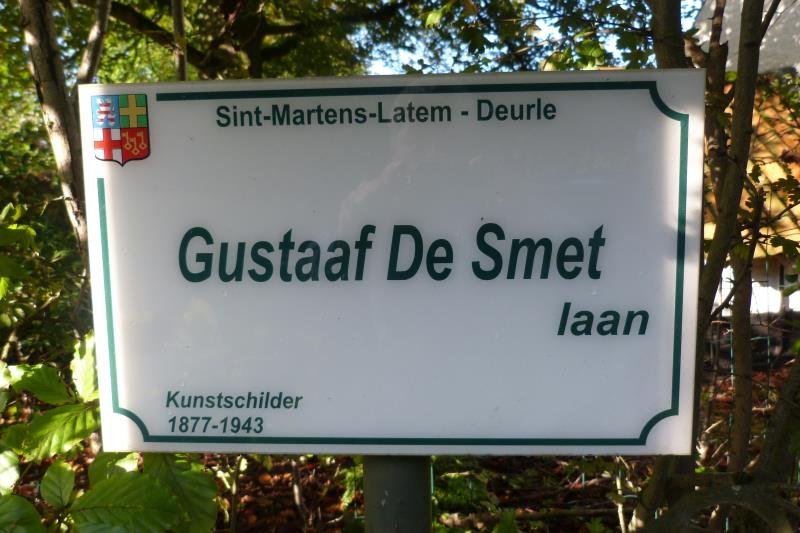 Sint-Martens-Latem - Deurle
Gustaaf De Smet
laan
Kunstschilder
1877-1943